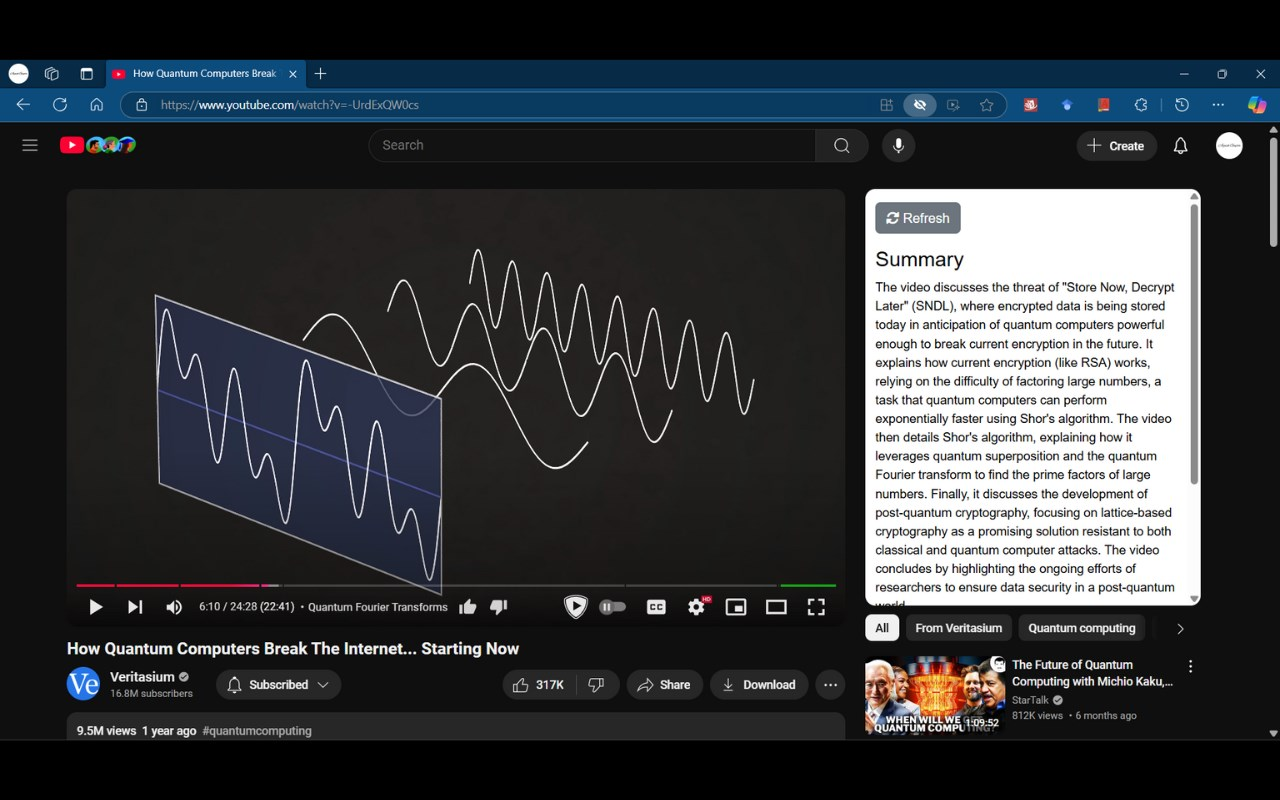 How Quantum Computers Break
https://www.youtube.com/watch?v=-UrdExQW0cs
Search
Create
Refresh
Summary
The video discusses the threat of "Store Now, Decrypt
Later" (SNDL), where encrypted data is being stored
today in anticipation of quantum computers powerful
enough to break current encryption in the future. It
explains how current encryption (like RSA) works,
relying on the difficulty of factoring large numbers, a
task that quantum computers can perform
exponentially faster using Shor's algorithm. The video
then details Shor's algorithm, explaining how it
leverages quantum superposition and the quantum
Fourier transform to find the prime factors of large
numbers. Finally, it discusses the development of
post-quantum cryptography, focusing on lattice-based
cryptography as a promising solution resistant to both
classical and quantum computer attacks. The video
concludes by highlighting the ongoing efforts of
researchers to ensure data security in a post-quantum
world.
6:10 / 24:28 (22:41) • Quantum Fourier Transforms
CC
HD
How Quantum Computers Break The Internet... Starting Now
Ve
Veritasium
16.8M subscribers
Subscribed
317K
Share
Download
9.5M views 1 year ago #quantumcomputing
All
From Veritasium
Quantum computing
The Future of Quantum
Computing with Michio Kaku,...
StarTalk
812K views • 6 months ago
WHEN WILL WE
QUANTUM COMPU
1:09:52